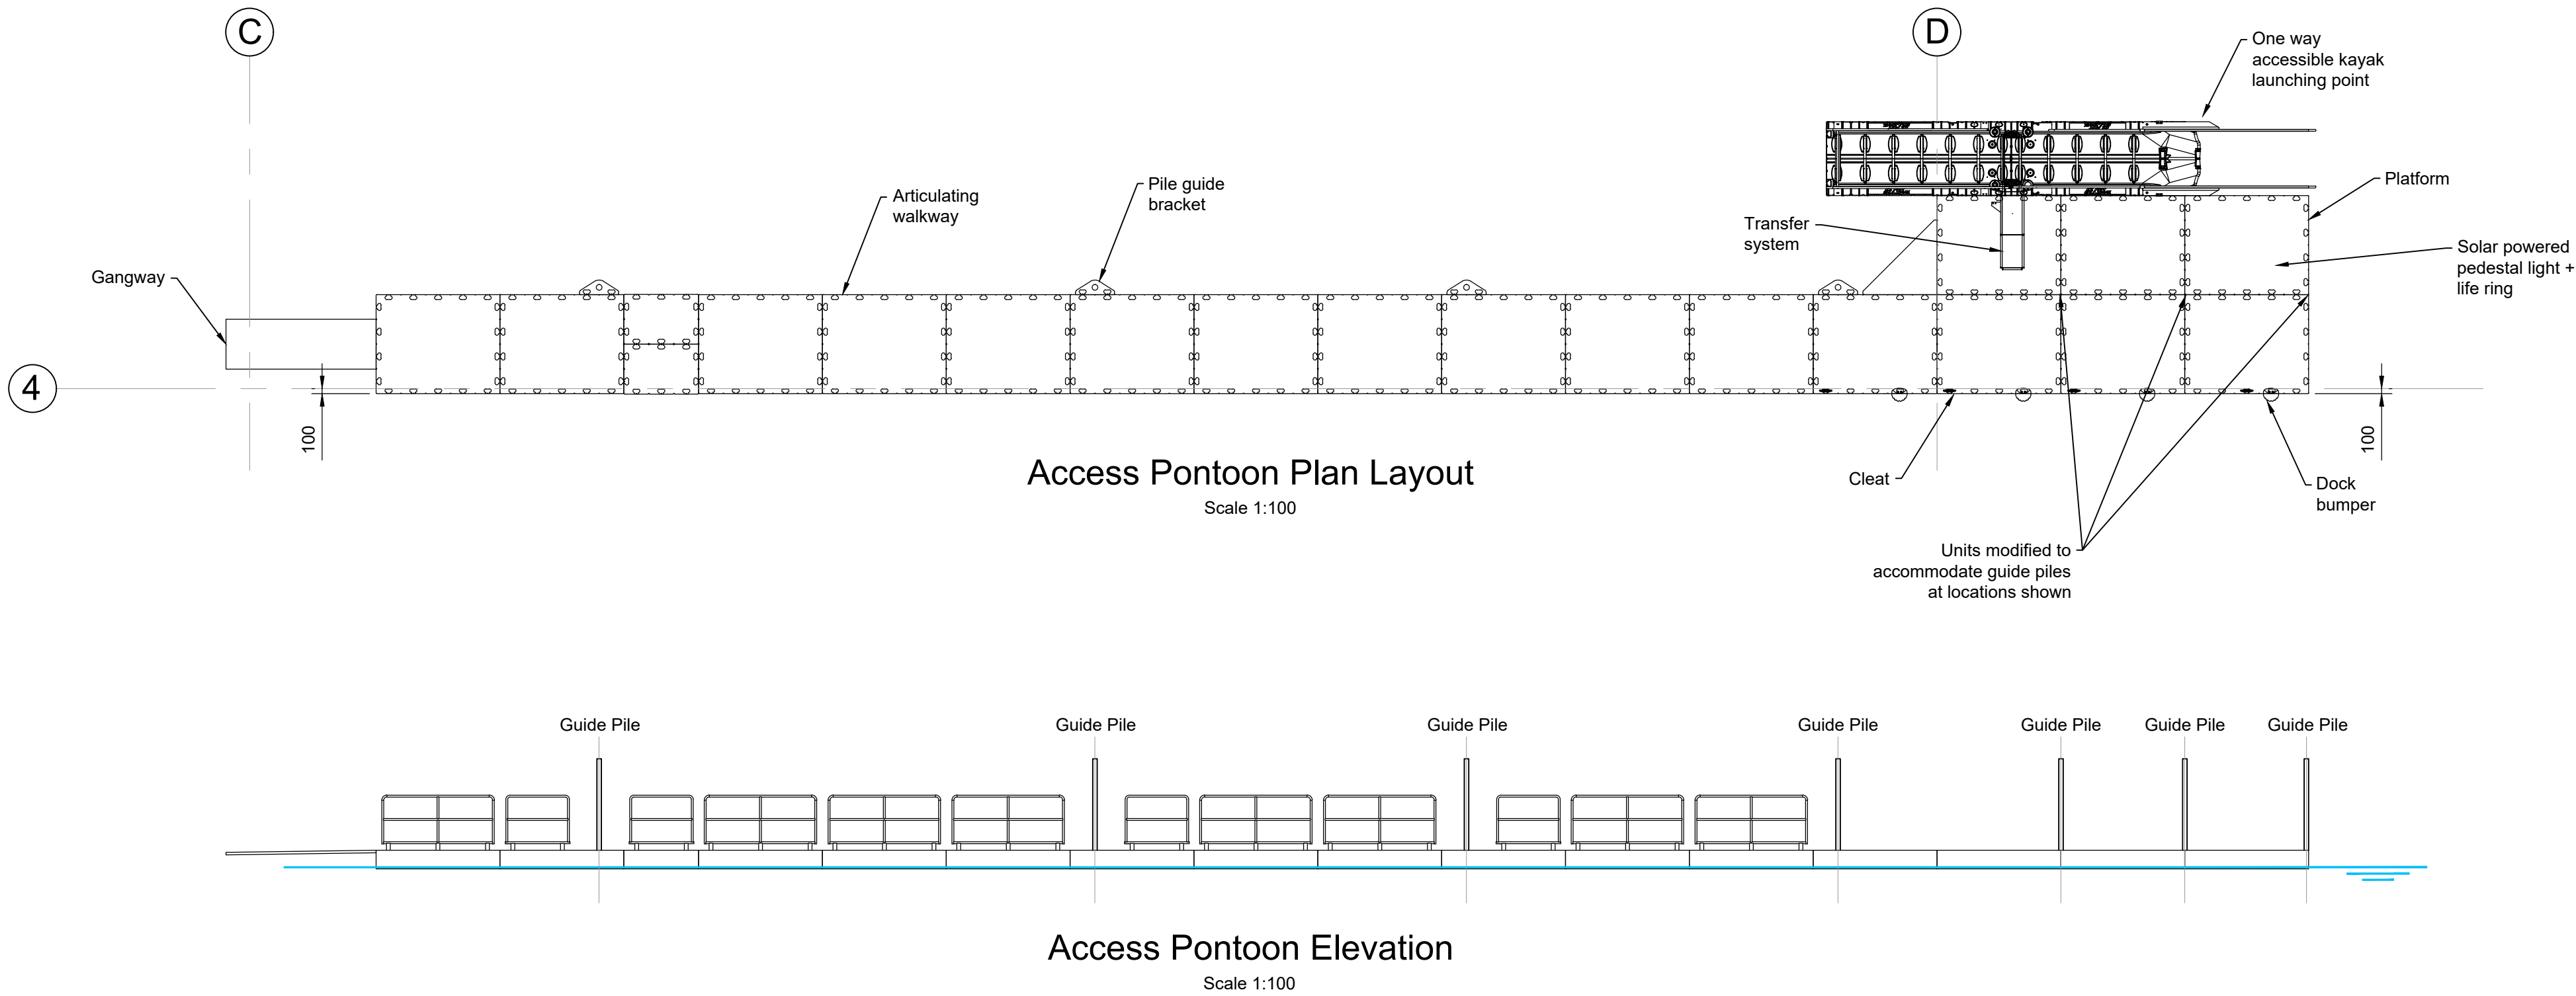 C
D
One way
accessible kayak
launching point
Platform
Pile guide
bracket
Articulating
walkway
Transfer
system
Solar powered
pedestal light +
life ring
Gangway
4
100
100
Access Pontoon Plan Layout
Scale 1:100
Cleat
Dock
bumper
Units modified to
accommodate guide piles
at locations shown
Guide Pile
Guide Pile
Guide Pile
Guide Pile
Guide Pile
Guide Pile
Guide Pile
Access Pontoon Elevation
Scale 1:100